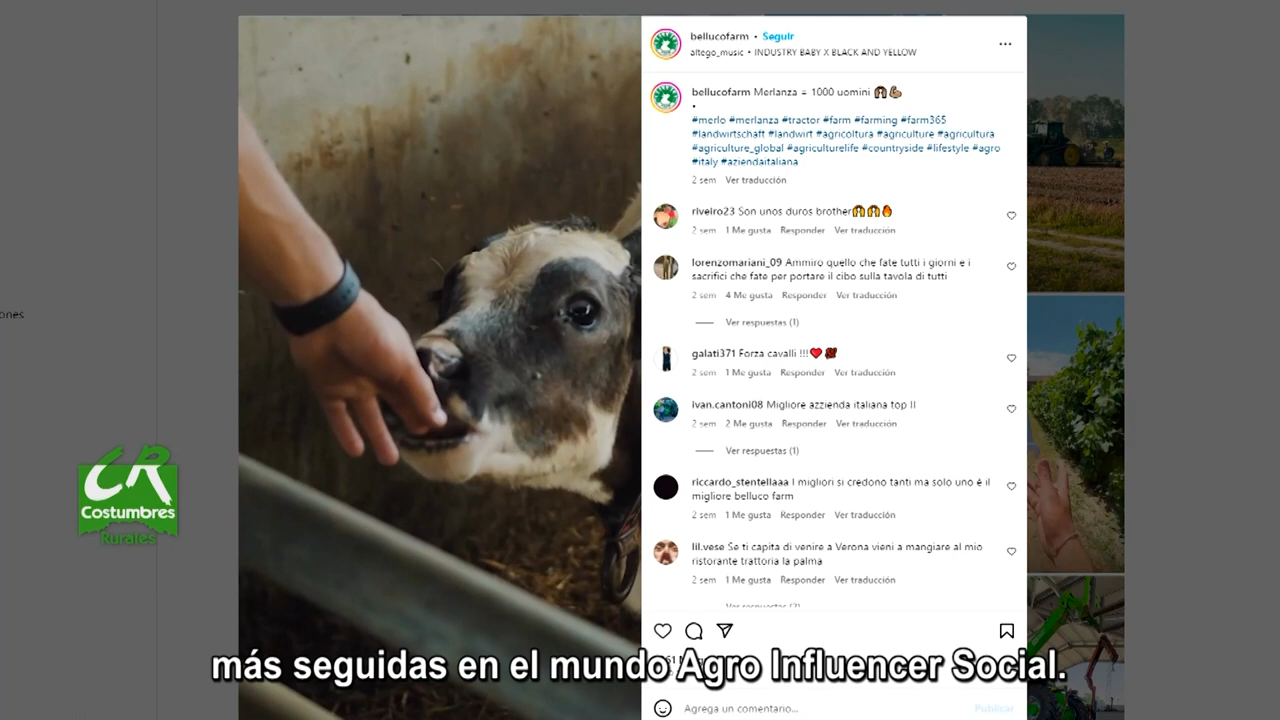 bellucofarm • Seguir
altego_music • INDUSTRY BABY X BLACK AND YELLOW
bellucofarm Merlanza = 1000 uomini
•
#merlo #merlanza #tractor #farm #farming #farm365
#landwirtschaft #landwirt #agricoltura #agriculture #agricultura
#agriculture_global #agriculturelife #countryside #lifestyle #agro
#italy #aziendaitaliana
2 sem Ver traducción
riveiro23 Son unos duros brother
2 sem 1 Me gusta Responder Ver traducción
lorenzomariani_09 Ammiro quello che fate tutti i giorni e i
sacrifici che fate per portare il cibo sulla tavola di tutti
2 sem 4 Me gusta Responder Ver traducción
ones
Ver respuestas (1)
galati371 Forza cavalli !!!
2 sem 1 Me gusta Responder Ver traducción
ivan.cantoni08 Migliore azzienda italiana top !!
2 sem 2 Me gusta Responder Ver traducción
Ver respuestas (1)
riccardo_stentellaaa I migliori si credono tanti ma solo uno è il
migliore belluco farm
2 sem 1 Me gusta Responder Ver traducción
CR
Costumbres
Rurales
lil.vese Se ti capita di venire a Verona vieni a mangiare al mio
ristorante trattoria la palma
2 sem 1 Me gusta Responder Ver traducción
Ver respuestas (2)
más seguidas en el mundo Agro Influencer Social.
Agrega un comentario...
Publicar